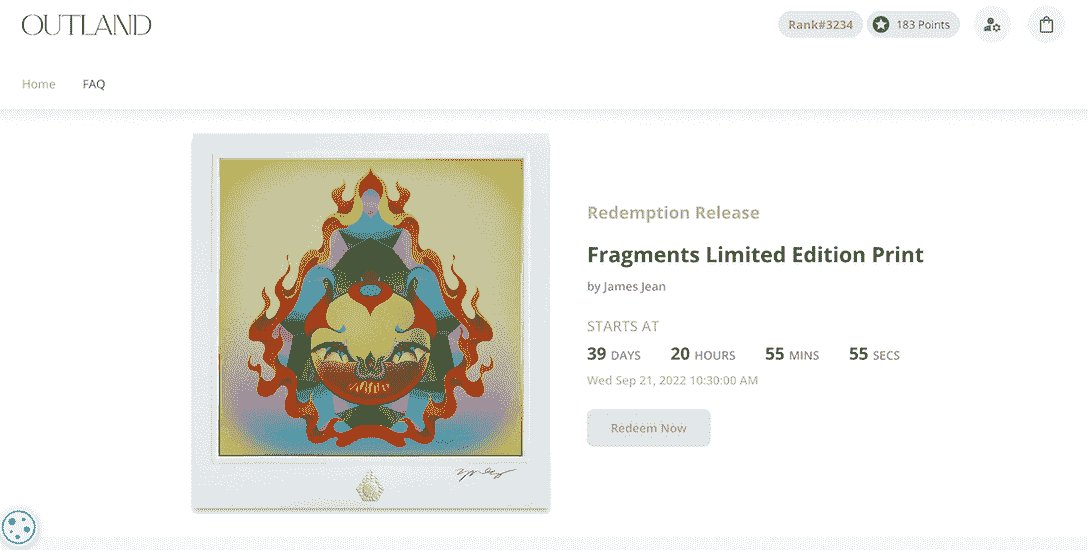 OUTLAND
Rank#3234
183 Points
Home
FAQ
Redemption Release
Fragments Limited Edition Print
by James Jean
STARTS AT
39 DAYS 20 HOURS 55 MINS 55 SECS
Wed Sep 21, 2022 10:30:00 AM
Redeem Now